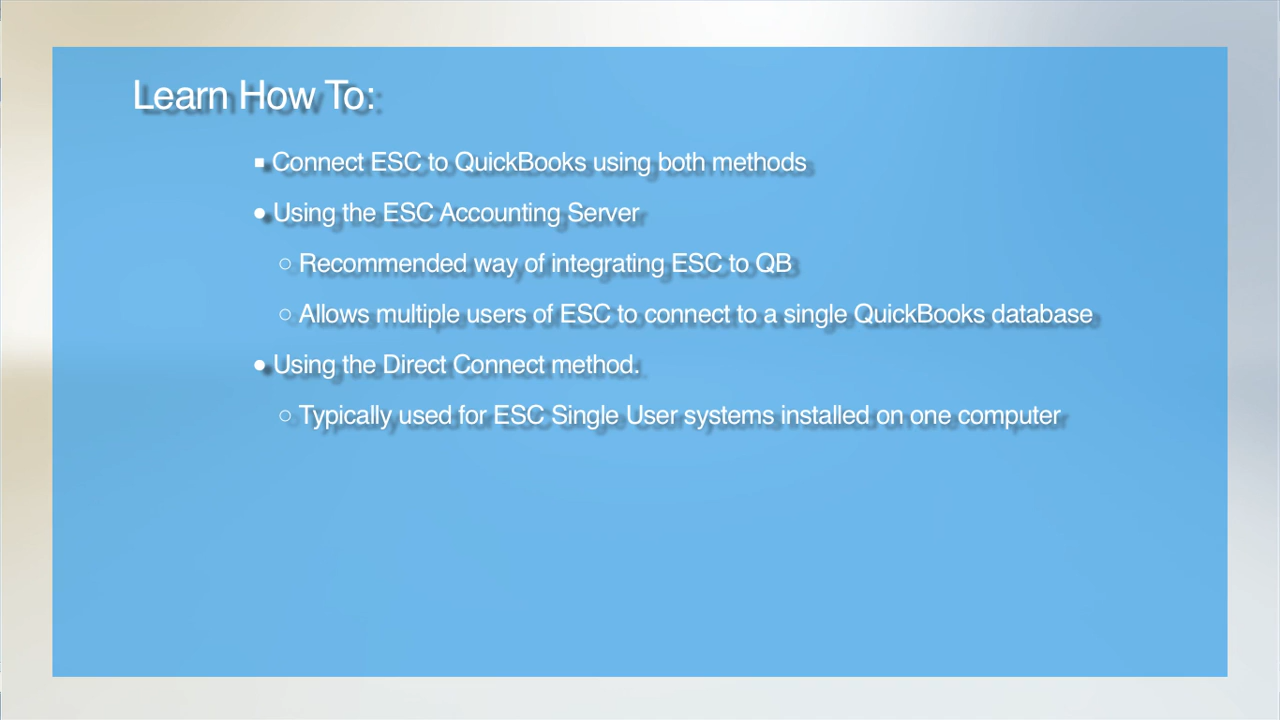 Learn How To:
▪ Connect ESC to QuickBooks using both methods
● Using the ESC Accounting Server
○ Recommended way of integrating ESC to QB
○ Allows multiple users of ESC to connect to a single QuickBooks database
● Using the Direct Connect method.
○ Typically used for ESC Single User systems installed on one computer